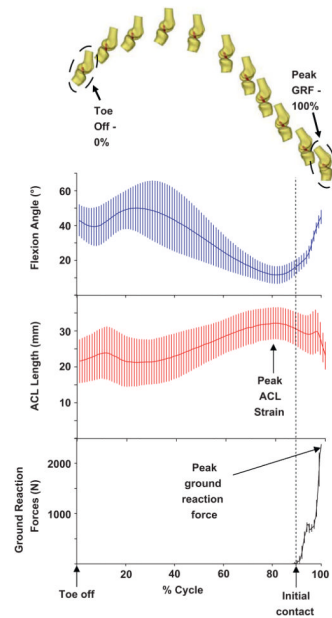 Toe
Off -
0%
Peak
GRF -
100%
Flexion Angle (°)
60
40
20
ACL Length (mm)
30
20
10
Peak
ACL
Strain
Ground Reaction
Forces (N)
2000
1000
Peak
ground
reaction
force
0
20
40
60
80
100
Toe off
% Cycle
Initial
contact